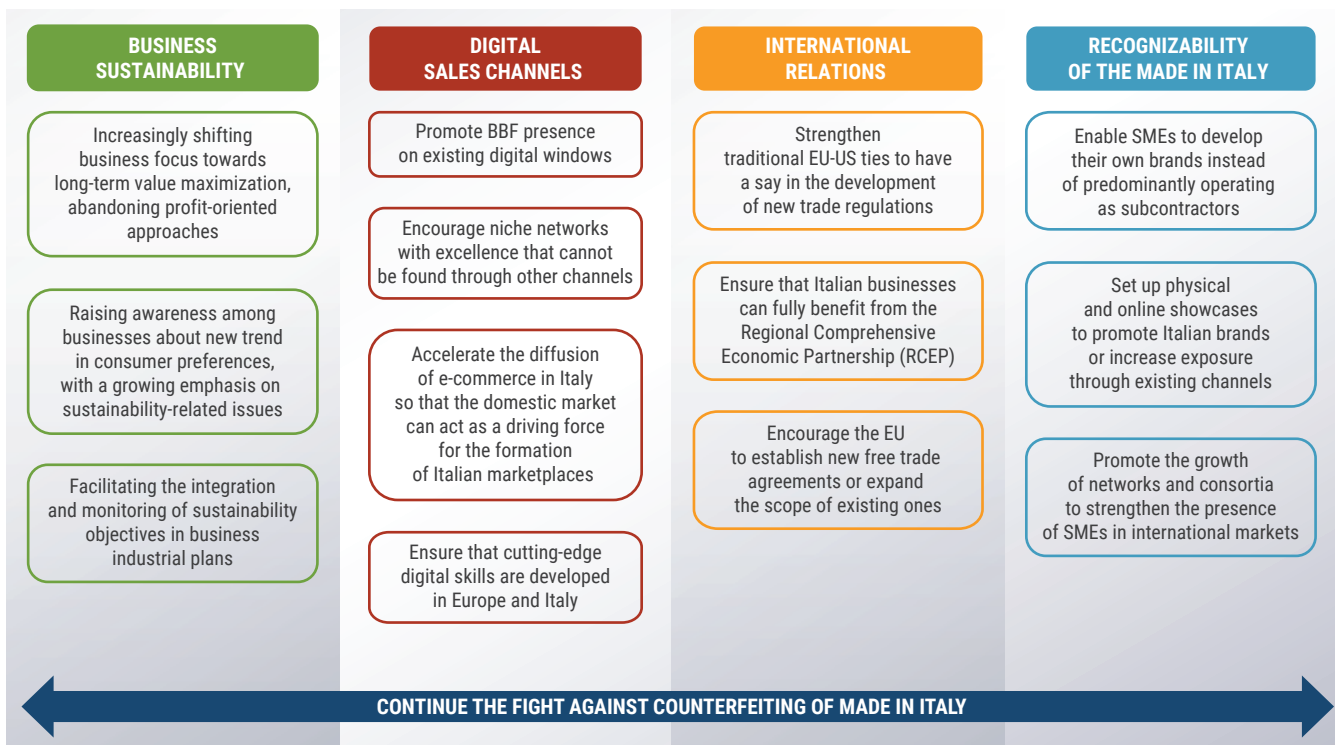 BUSINESS
SUSTAINABILITY
Increasingly shifting
business focus towards
long-term value maximization,
abandoning profit-oriented
approaches
Raising awareness among
businesses about new trend
in consumer preferences,
with a growing emphasis on
sustainability-related issues
Facilitating the integration
and monitoring of sustainability
objectives in business
industrial plans
DIGITAL
SALES CHANNELS
Promote BBF presence
on existing digital windows
Encourage niche networks
with excellence that cannot
be found through other channels
Accelerate the diffusion
of e-commerce in Italy
so that the domestic market
can act as a driving force
for the formation
of Italian marketplaces
Ensure that cutting-edge
digital skills are developed
in Europe and Italy
INTERNATIONAL
RELATIONS
Strengthen
traditional EU-US ties to have
a say in the development
of new trade regulations
Ensure that Italian businesses
can fully benefit from the
Regional Comprehensive
Economic Partnership (RCEP)
Encourage the EU
to establish new free trade
agreements or expand
the scope of existing ones
RECOGNIZABILITY
OF THE MADE IN ITALY
Enable SMEs to develop
their own brands instead
of predominantly operating
as subcontractors
Set up physical
and online showcases
to promote Italian brands
or increase exposure
through existing channels
Promote the growth
of networks and consortia
to strengthen the presence
of SMEs in international markets
CONTINUE THE FIGHT AGAINST COUNTERFEITING OF MADE IN ITALY